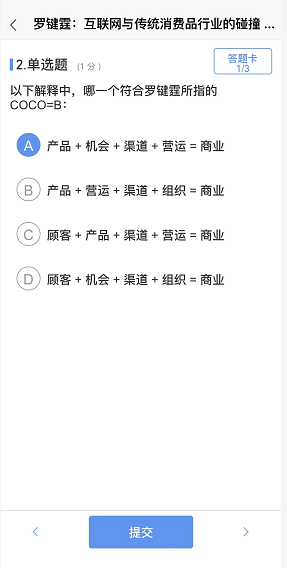 罗键霆：互联网与传统消费品行业的碰撞 ...
2.单选题 （1 分）
答题卡
1/3
以下解释中，哪一个符合罗键霆所指的
COCO=B：
A 产品 + 机会 + 渠道 + 营运 = 商业
B 产品 + 营运 + 渠道 + 组织 = 商业
C 顾客 + 产品 + 渠道 + 营运 = 商业
D 顾客 + 机会 + 渠道 + 组织 = 商业
提交